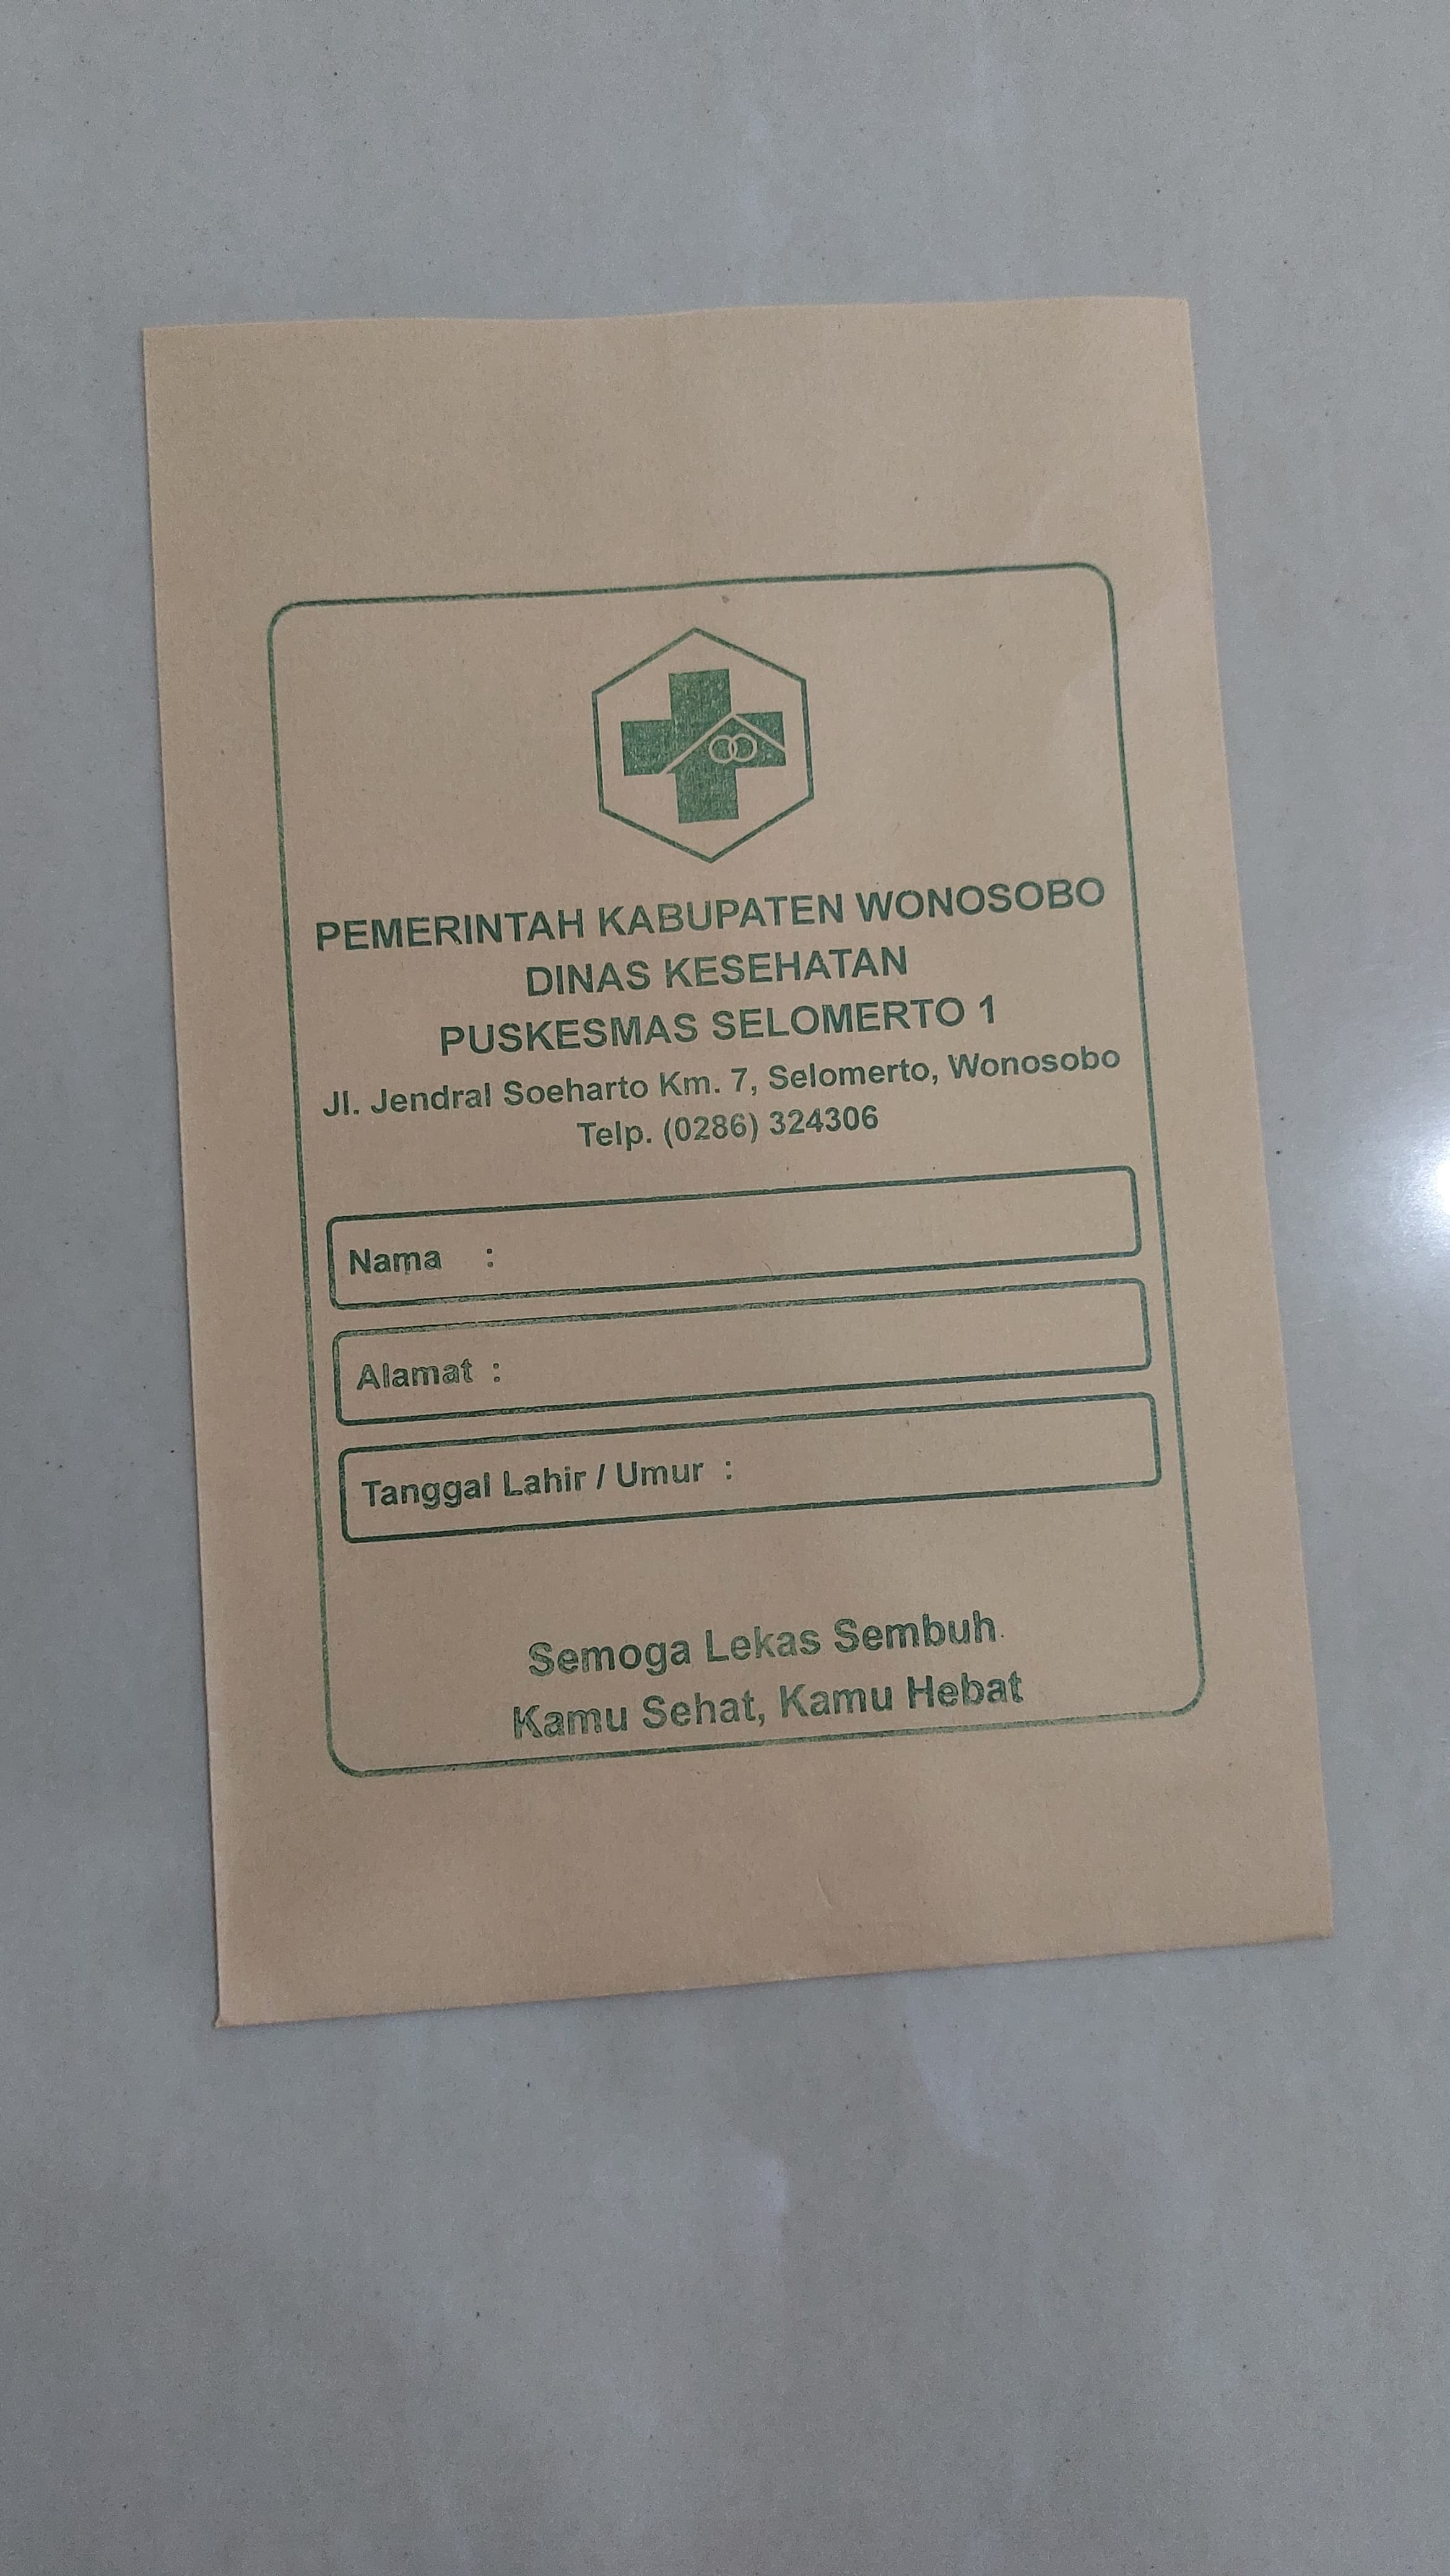 PEMERINTAH KABUPATEN WONOSOBO
DINAS KESEHATAN
PUSKESMAS SELOMERTO 1
Jl. Jendral Soeharto Km. 7, Selomerto, Wonosobo
Telp. (0286) 324306
Nama :
Alamat :
Tanggal Lahir / Umur :
Semoga Lekas Sembuh
Kamu Sehat, Kamu Hebat